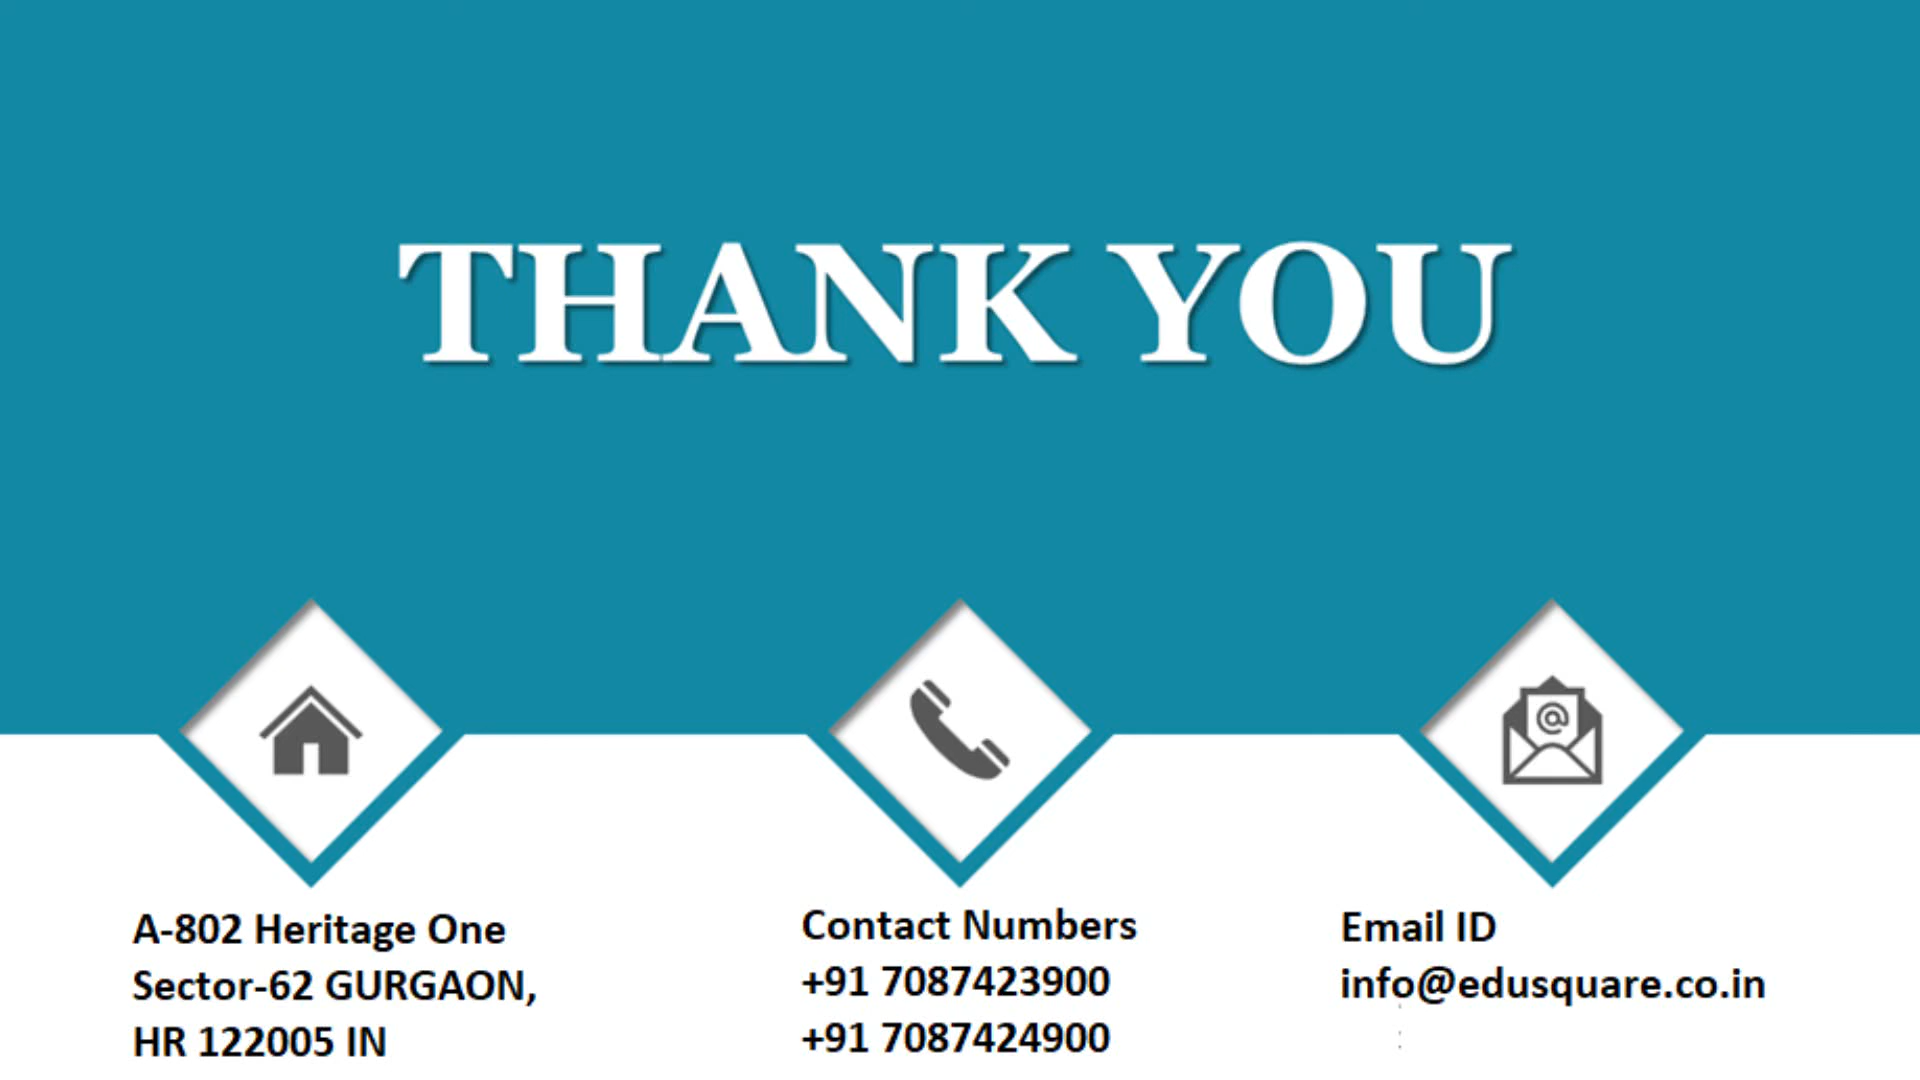 THANK YOU
A-802 Heritage One
Sector-62 GURGAON,
HR 122005 IN
Contact Numbers
+91 7087423900
+91 7087424900
Email ID
info@edusquare.co.in